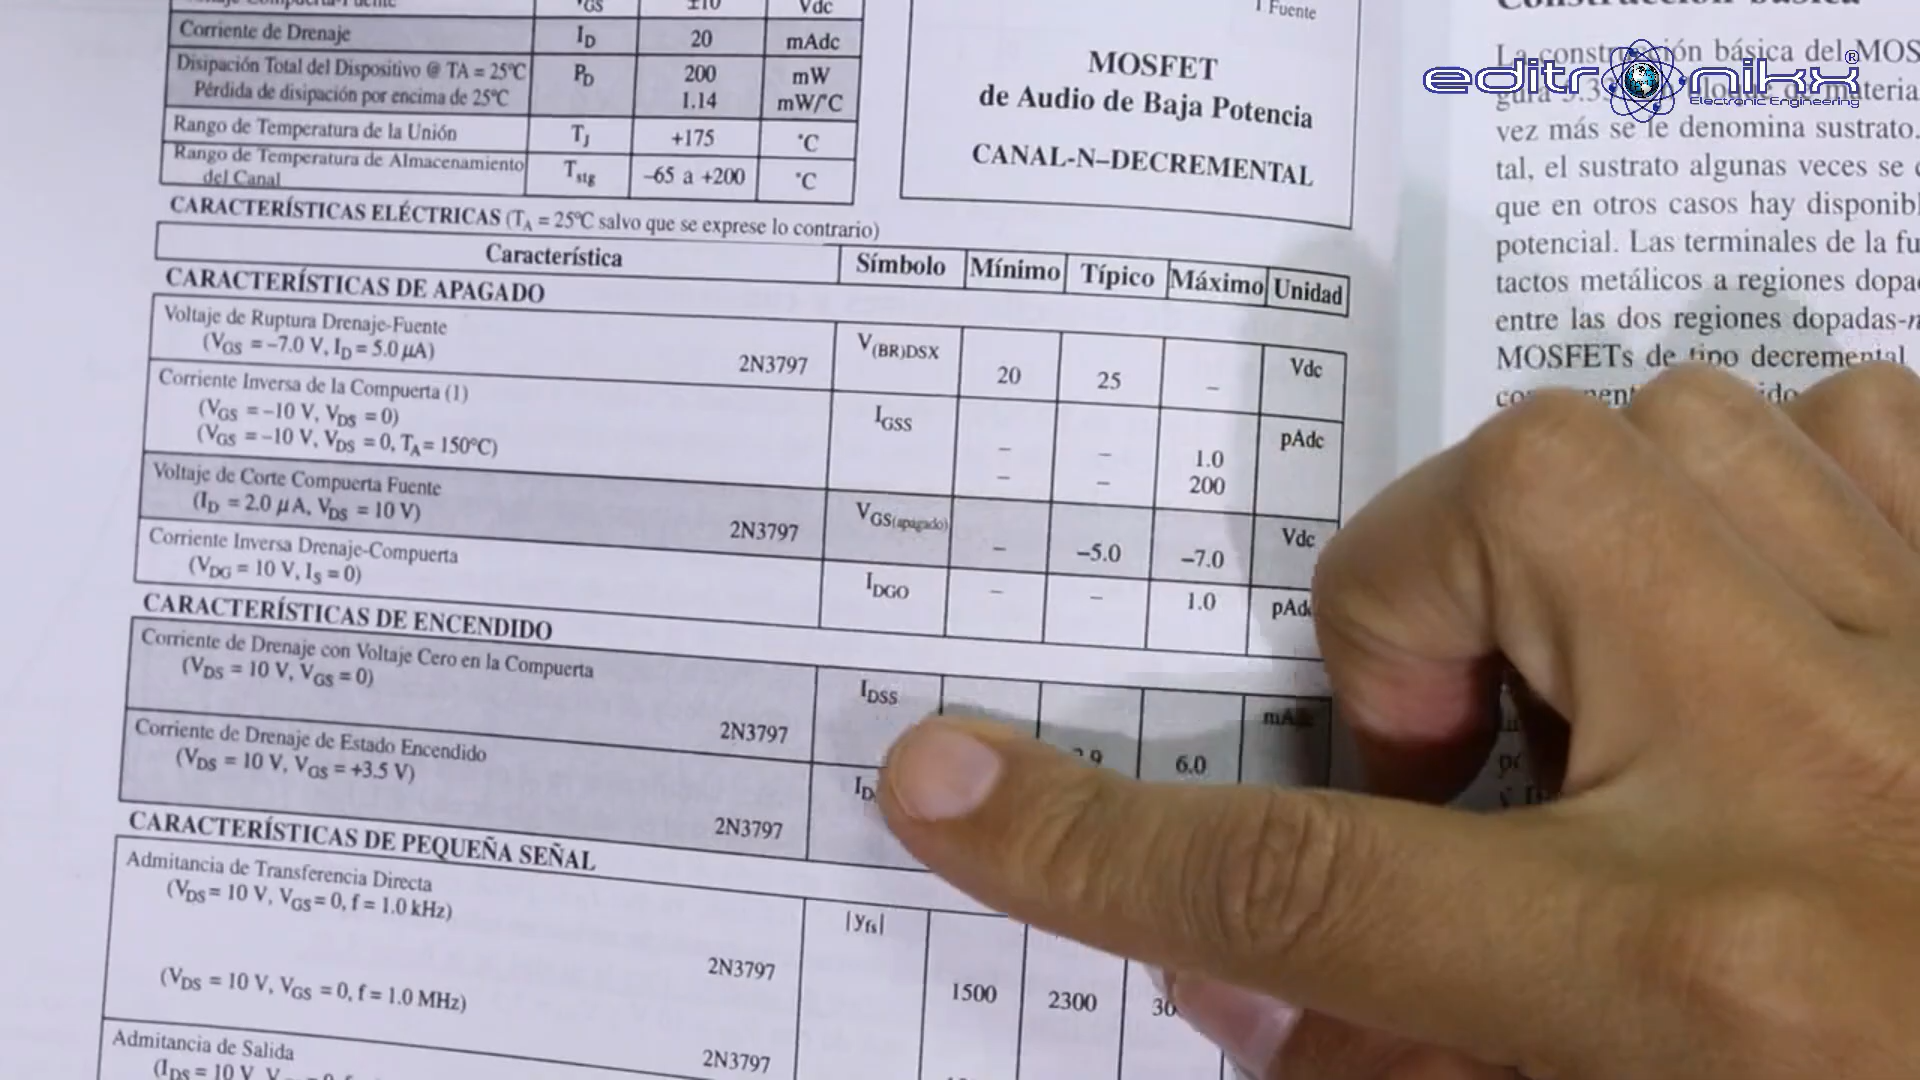 V_GS ±10 Vdc
Corriente de Drenaje I_D 20 mAdc
Disipación Total del Dispositivo @ TA = 25°C P_D 200 mW
Pérdida de disipación por encima de 25°C 1.14 mW/°C
Rango de Temperatura de la Unión T_J +175 °C
Rango de Temperatura de Almacenamiento T_stg –65 a +200 °C
del Canal
1 Fuente
MOSFET
de Audio de Baja Potencia
CANAL-N–DECREMENTAL
CARACTERÍSTICAS ELÉCTRICAS (T_A = 25°C salvo que se exprese lo contrario)
Característica Símbolo Mínimo Típico Máximo Unidad
CARACTERÍSTICAS DE APAGADO
Voltaje de Ruptura Drenaje-Fuente V_(BR)DSX Vdc
(V_GS = –7.0 V, I_D = 5.0 µA) 2N3797 20 25 –
Corriente Inversa de la Compuerta (1) I_GSS pAdc
(V_GS = –10 V, V_DS = 0) – – 1.0
(V_GS = –10 V, V_DS = 0, T_A = 150°C) – – 200
Voltaje de Corte Compuerta Fuente V_GS(apagado) Vdc
(I_D = 2.0 µA, V_DS = 10 V) 2N3797 – –5.0 –7.0
Corriente Inversa Drenaje-Compuerta I_DGO pAdc
(V_DG = 10 V, I_S = 0) – – 1.0
CARACTERÍSTICAS DE ENCENDIDO
Corriente de Drenaje con Voltaje Cero en la Compuerta I_DSS
(V_DS = 10 V, V_GS = 0)
2N3797 6.0
Corriente de Drenaje de Estado Encendido
(V_DS = 10 V, V_GS = +3.5 V)
2N3797
CARACTERÍSTICAS DE PEQUEÑA SEÑAL
Admitancia de Transferencia Directa |y_fs|
(V_DS = 10 V, V_GS = 0, f = 1.0 kHz)
2N3797 1500 2300
(V_DS = 10 V, V_GS = 0, f = 1.0 MHz)
2N3797
Admitancia de Salida
(I_DS = 10 V, V
La construcción básica del MOS
vez más se le denomina sustrato.
tal, el sustrato algunas veces se
que en otros casos hay disponibl
potencial. Las terminales de la fu
tactos metálicos a regiones dopa
entre las dos regiones dopadas-n
MOSFETs de tipo decremental
editronikx®
Electronic Engineering